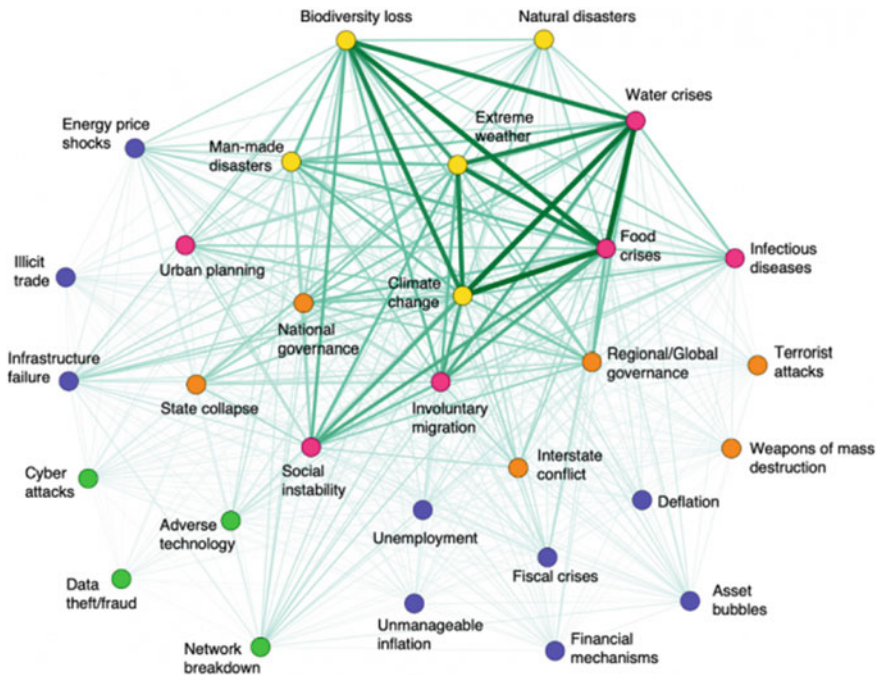 Biodiversity loss
Natural disasters
Water crises
Energy price
shocks
Man-made
disasters
Extreme
weather
Urban planning
Food
crises
Infectious
diseases
Illicit
trade
Climate
change
National
governance
Infrastructure
failure
State collapse
Involuntary
migration
Regional/Global
governance
Terrorist
attacks
Social
instability
Interstate
conflict
Weapons of mass
destruction
Cyber
attacks
Adverse
technology
Unemployment
Deflation
Data
theft/fraud
Fiscal crises
Asset
bubbles
Network
breakdown
Unmanageable
inflation
Financial
mechanisms